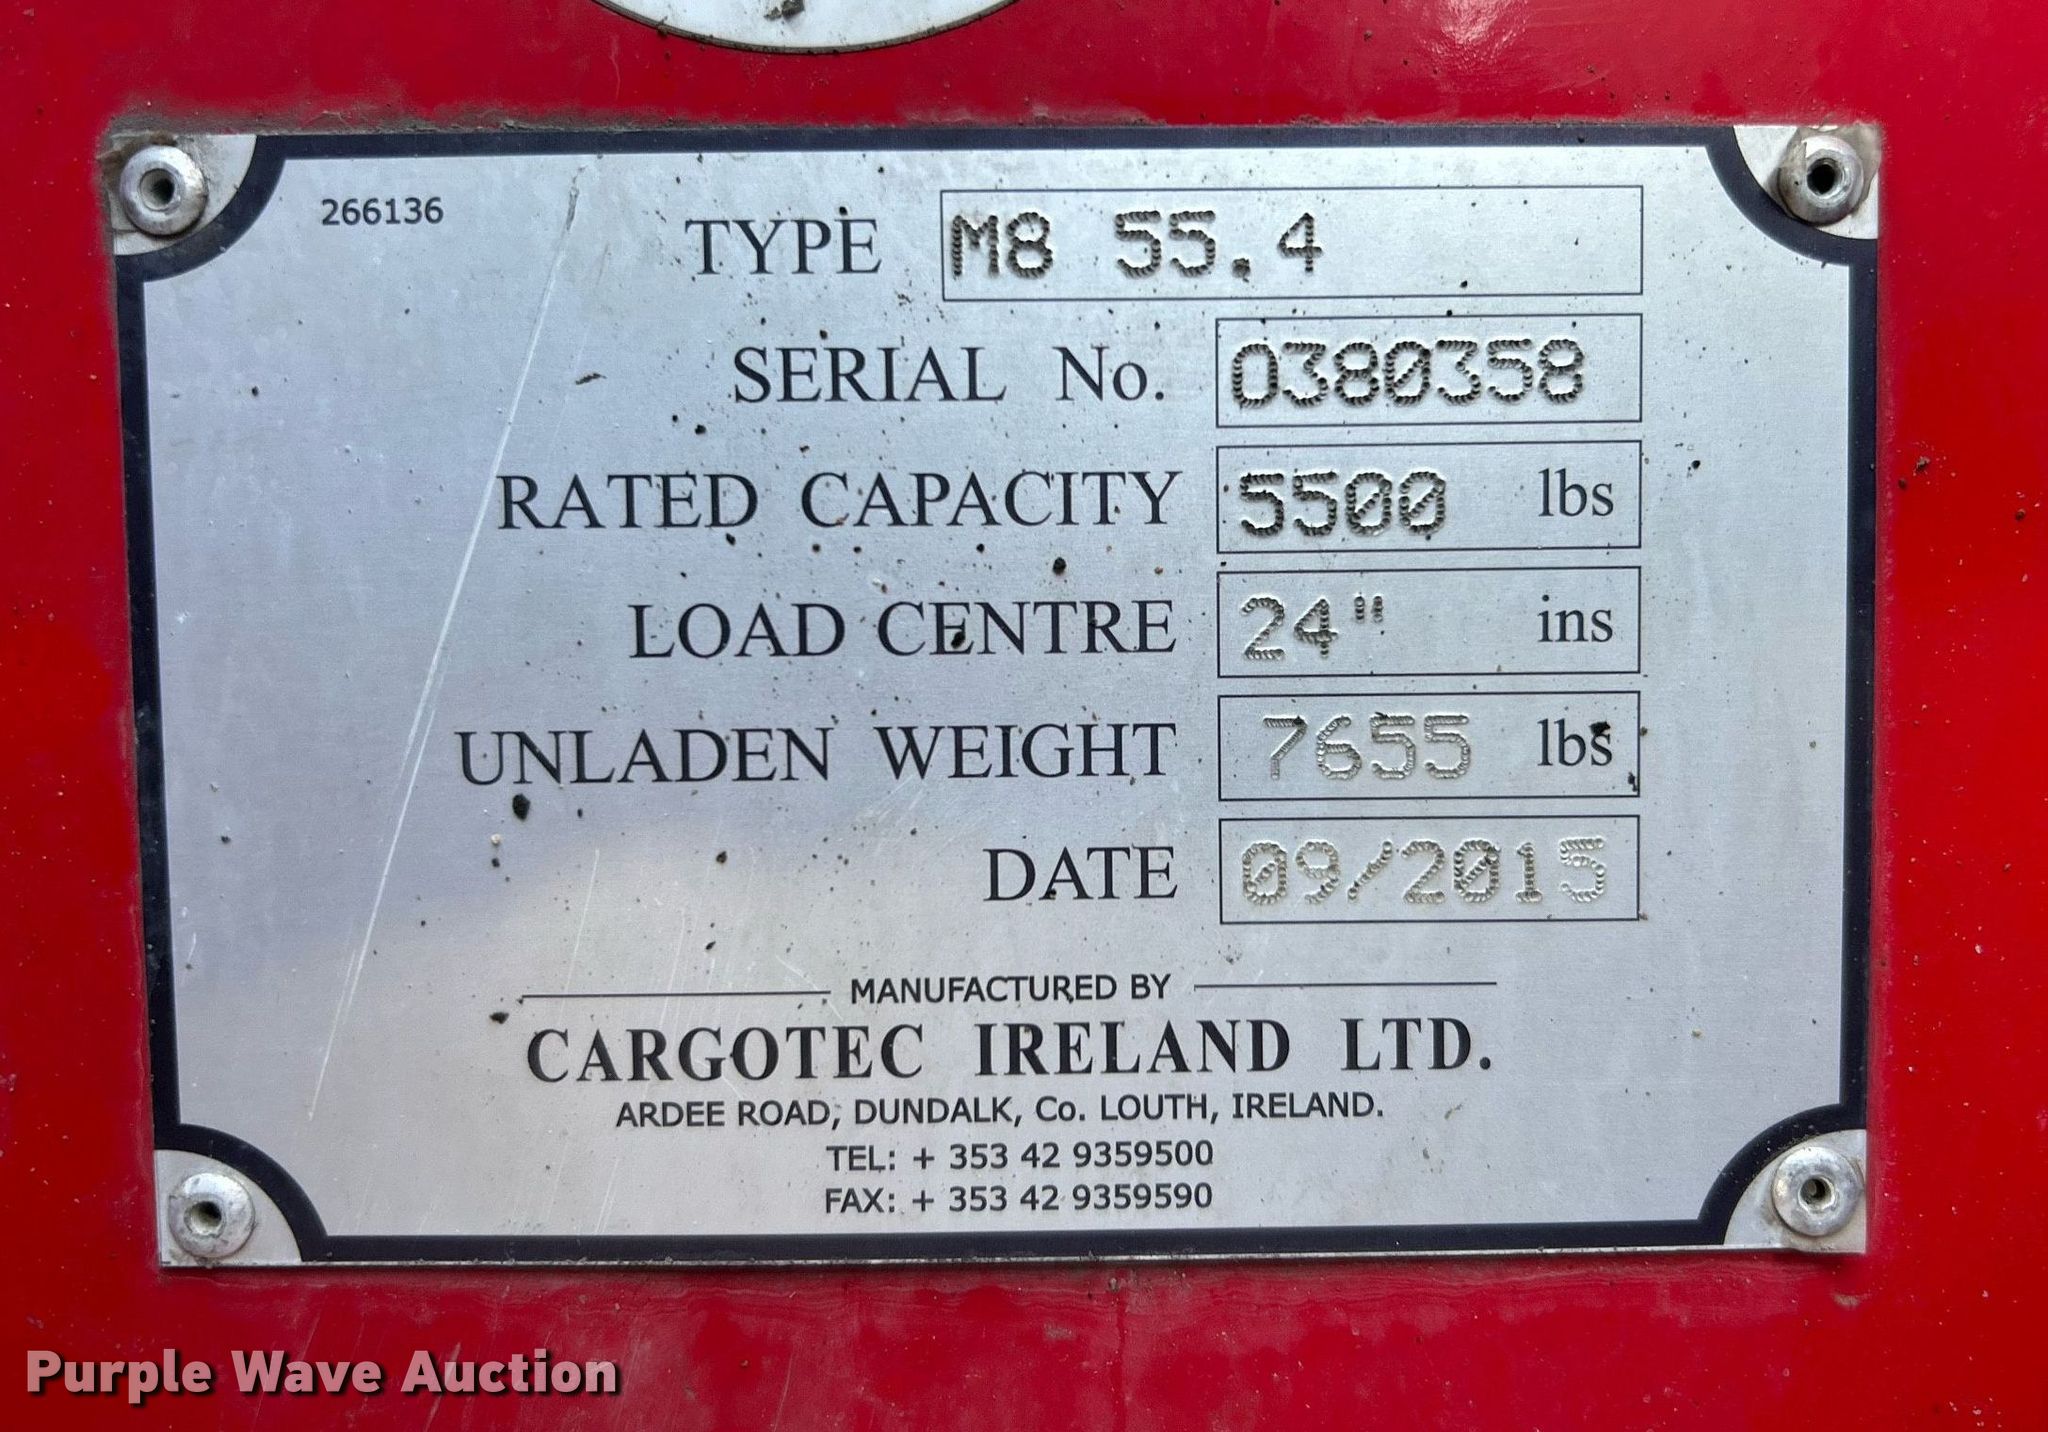 266136
TYPE M8 55.4
SERIAL No. 0380358
RATED CAPACITY 5500 lbs
LOAD CENTRE 24" ins
UNLADEN WEIGHT 7655 lbs
DATE 09/2015
MANUFACTURED BY
CARGOTEC IRELAND LTD.
ARDEE ROAD, DUNDALK, Co. LOUTH, IRELAND.
TEL: + 353 42 9359500
FAX: + 353 42 9359590
Purple Wave Auction